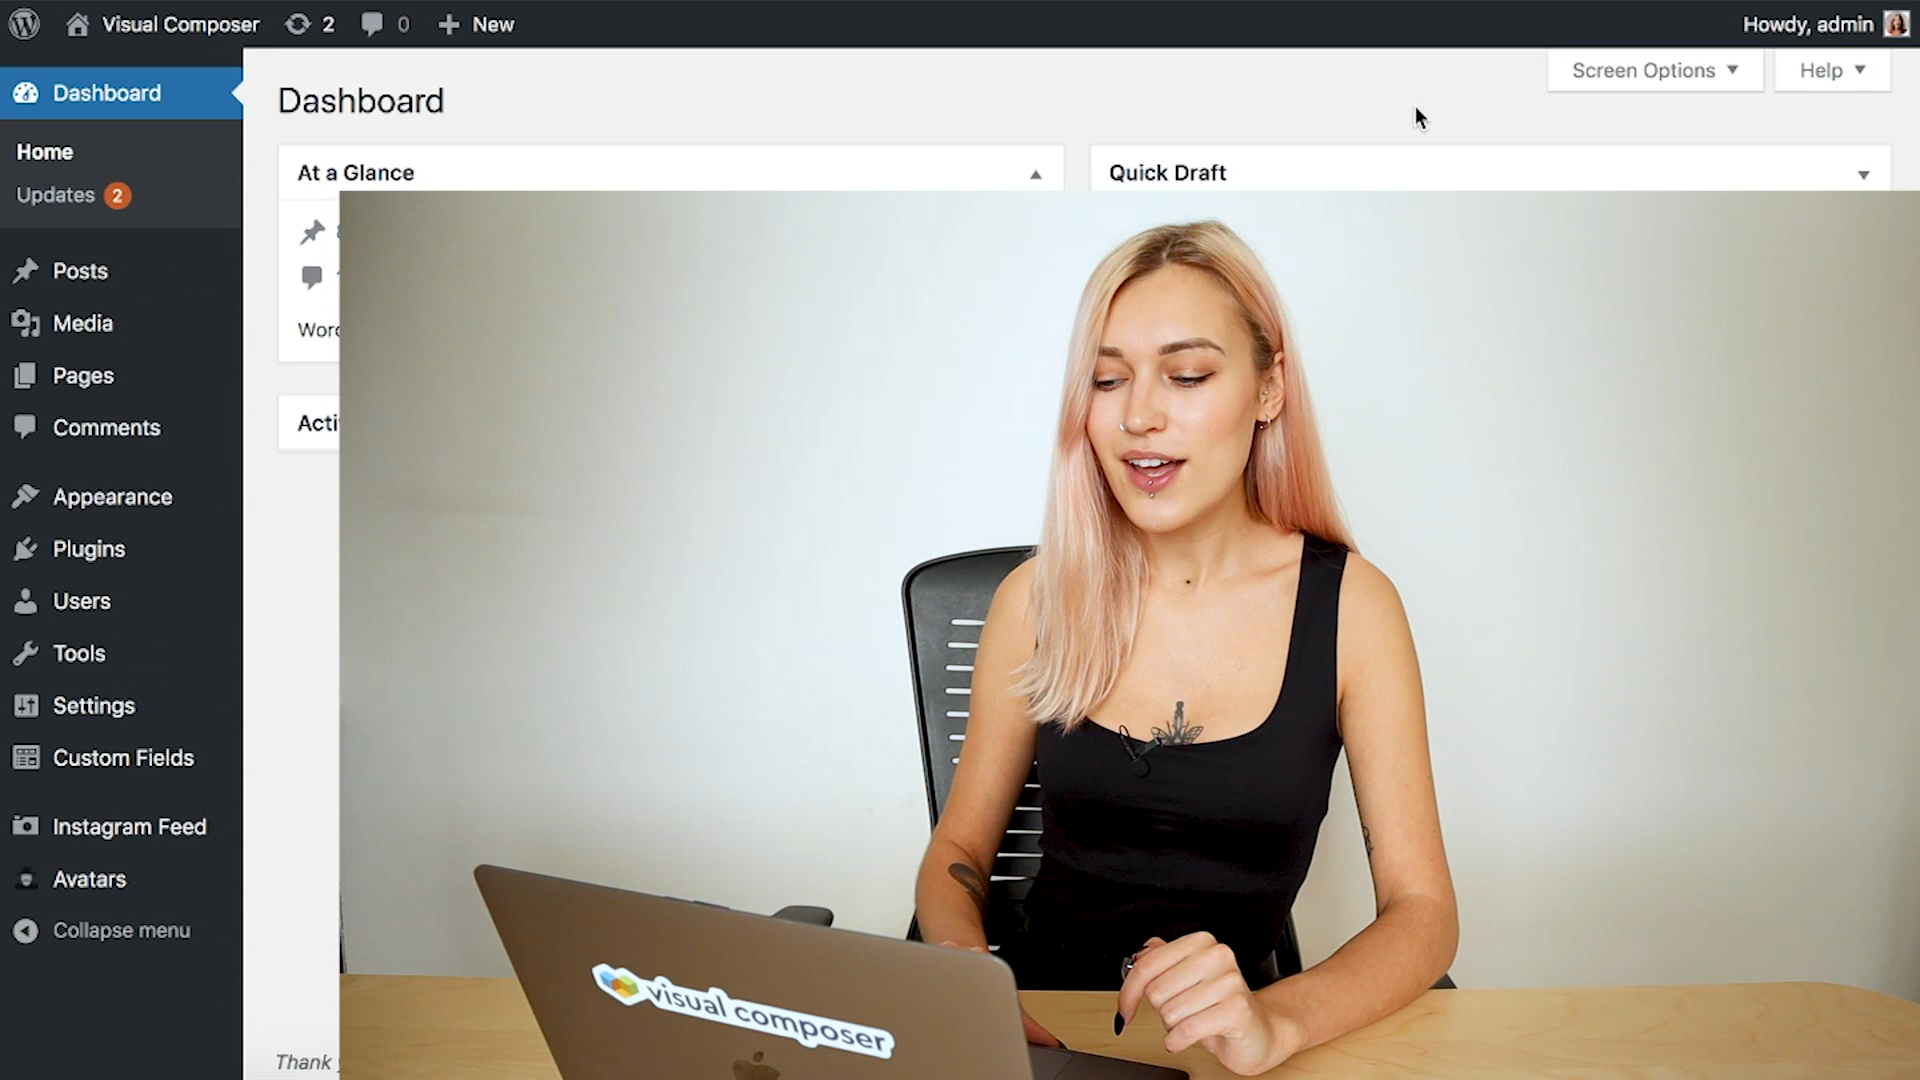 Visual Composer 2 0 New
Howdy, admin
Dashboard
Home
Updates 2
Posts
Media
Pages
Comments
Appearance
Plugins
Users
Tools
Settings
Custom Fields
Instagram Feed
Avatars
Collapse menu
Screen Options
Help
Dashboard
At a Glance
Quick Draft
Thank
visual composer